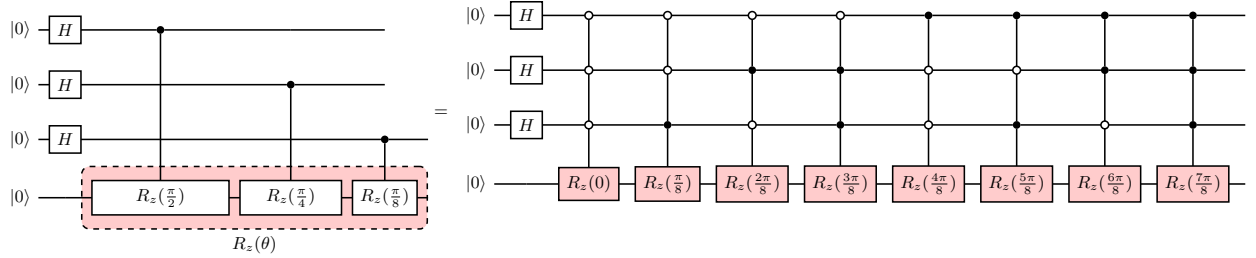 |0⟩ H
|0⟩ H
|0⟩ H
|0⟩ R_z(π/2) R_z(π/4) R_z(π/8)
R_z(θ)
=
|0⟩ H
|0⟩ H
|0⟩ H
|0⟩ R_z(0) R_z(π/8) R_z(2π/8) R_z(3π/8) R_z(4π/8) R_z(5π/8) R_z(6π/8) R_z(7π/8)